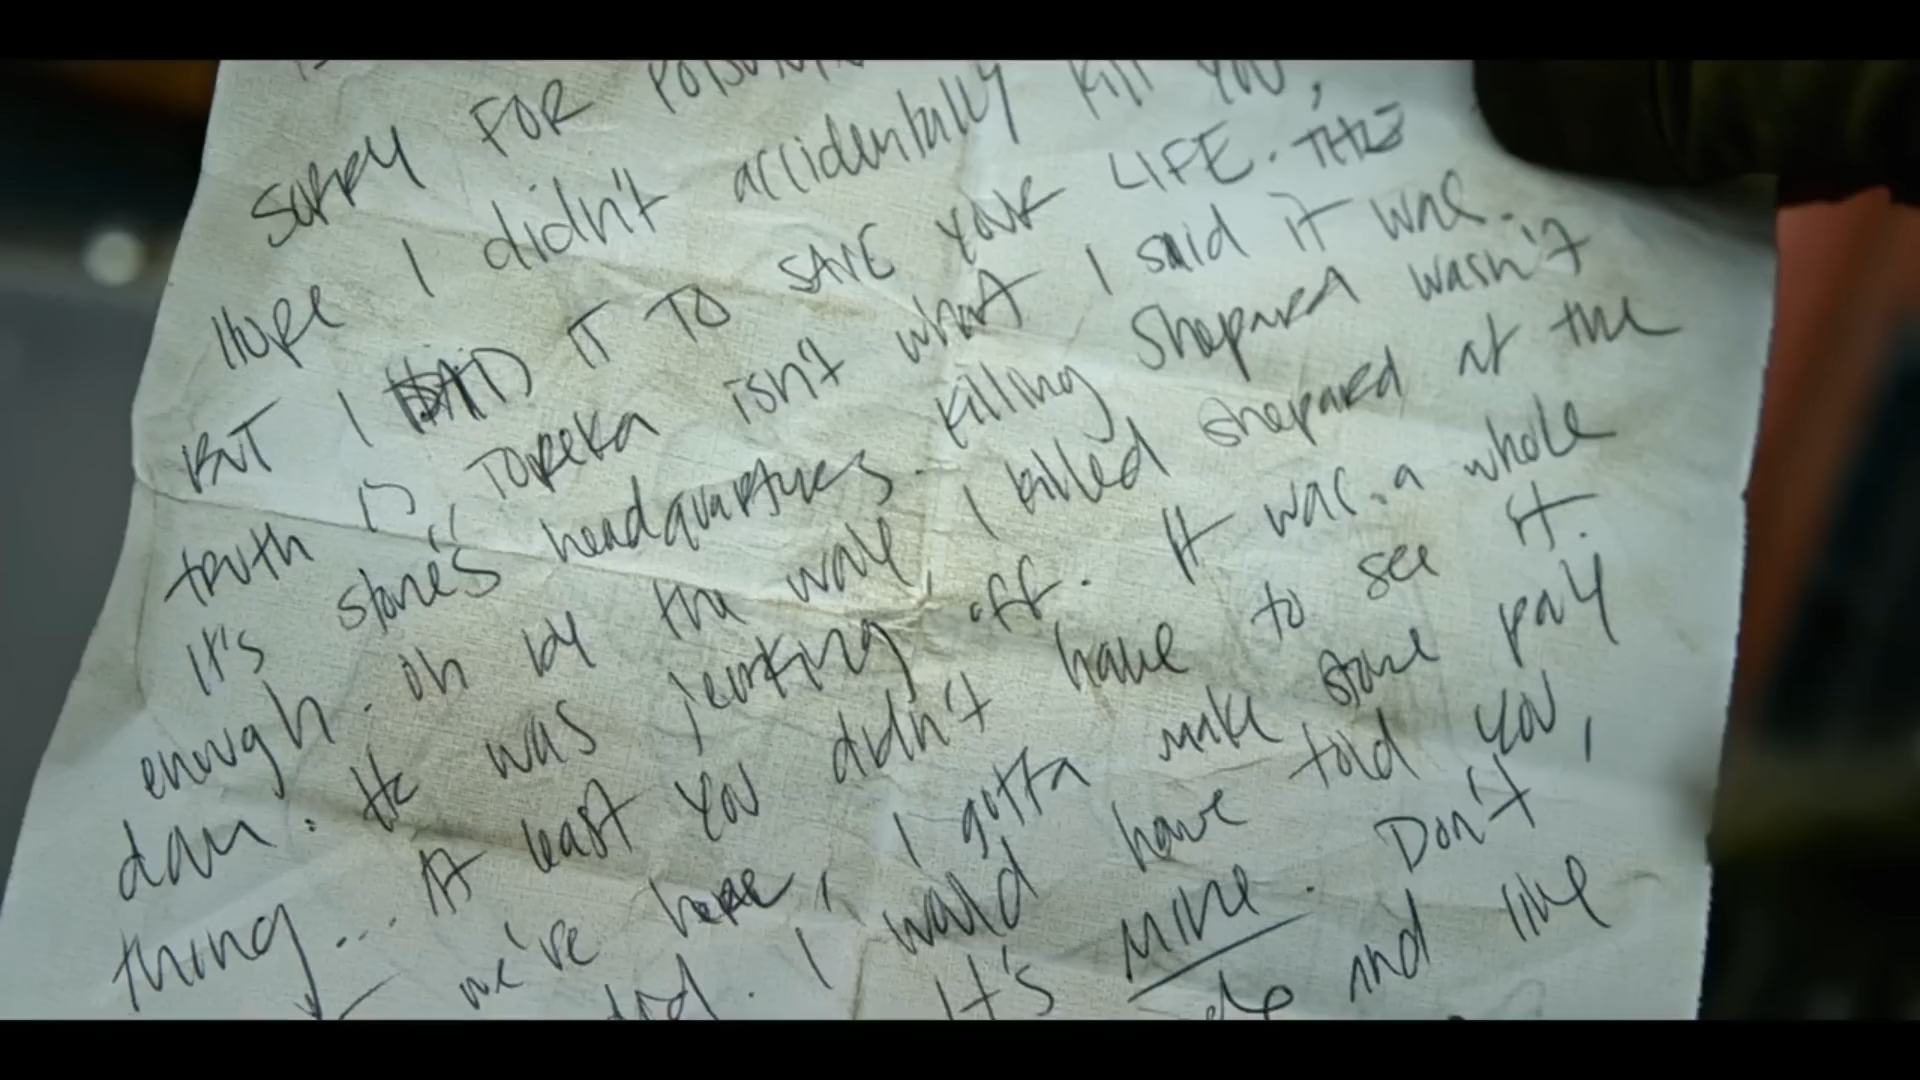 SORRY FOR
Hope I didn't accidentally kill you,
BUT I HAD IT TO SAVE YOUR LIFE. THE
truth is Topeka isn't what I said it was.
It's stone's headquarters. Killing Shepard wasn't
enough. oh by the way I killed shepard at the
dam. He was jerking off. It was a whole
thing... At least you didn't have to see it.
we're here, I gotta make stone pay
did. I would have told you,
It's MINE. Don't
and live